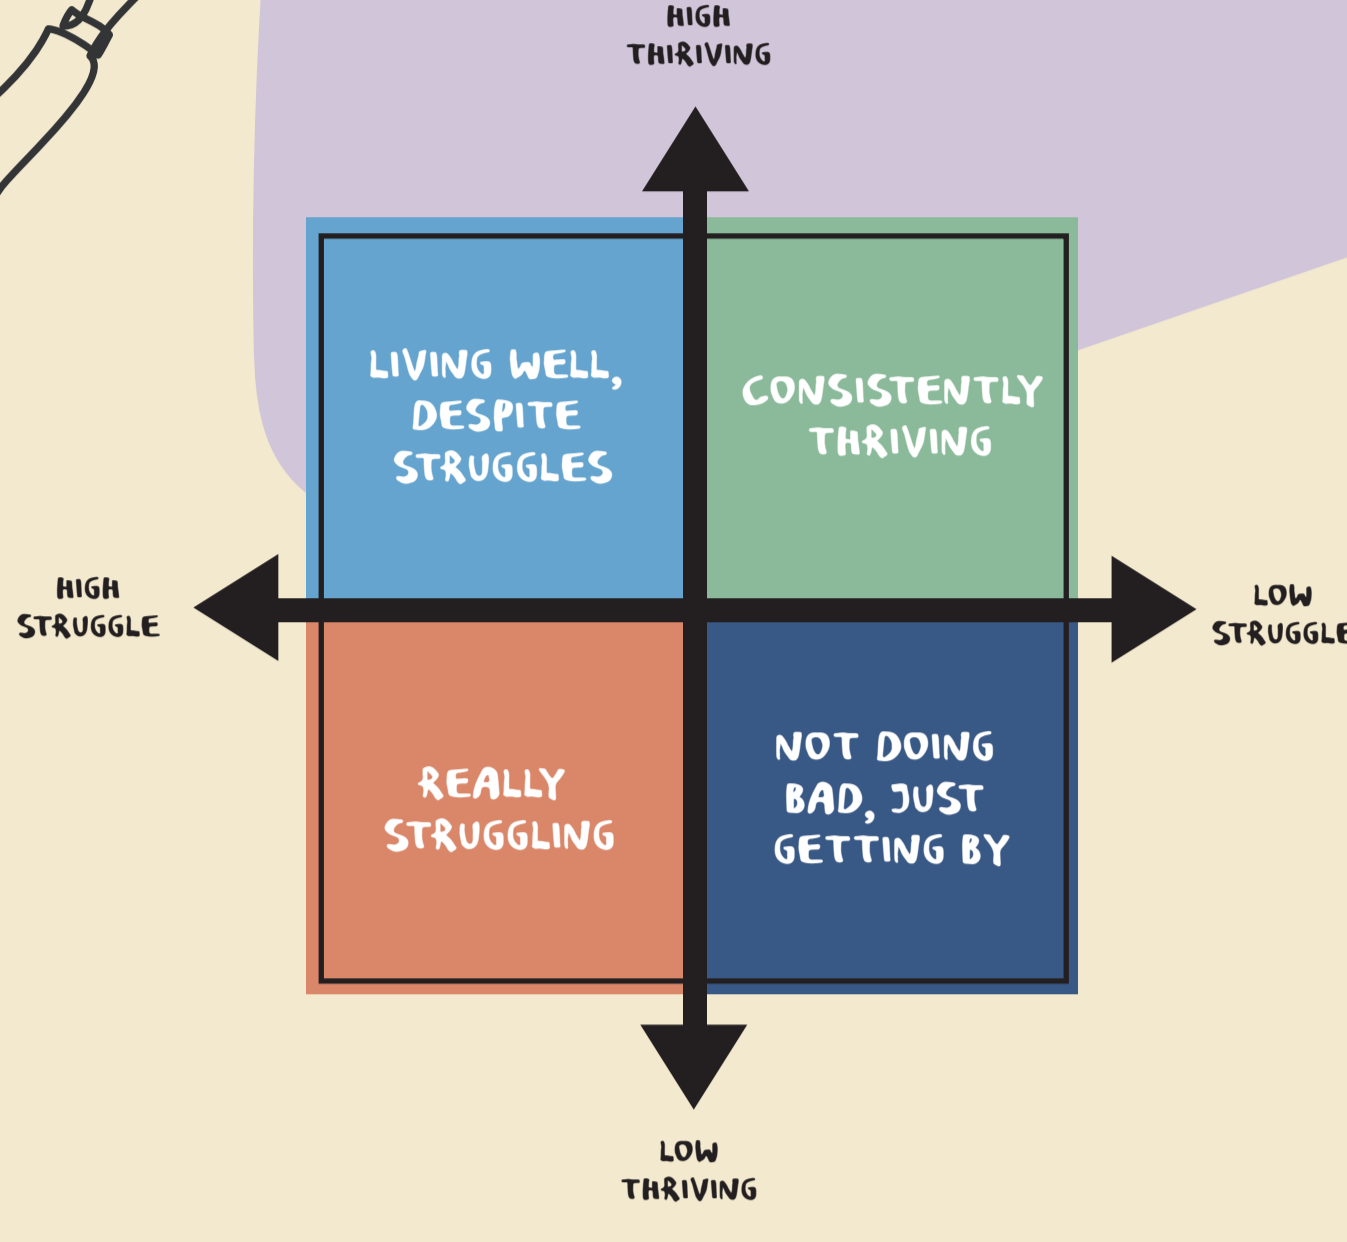 HIGH
THIRIVING
LIVING WELL,
DESPITE
STRUGGLES
CONSISTENTLY
THRIVING
HIGH
STRUGGLE
LOW
STRUGGLE
REALLY
STRUGGLING
NOT DOING
BAD, JUST
GETTING BY
LOW
THRIVING